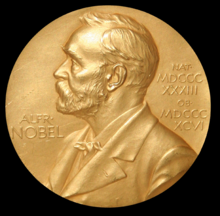 ALFR·
NOBEL
NAT·
MDCCC
XXXIII
OB·
MDCCC
XCVI